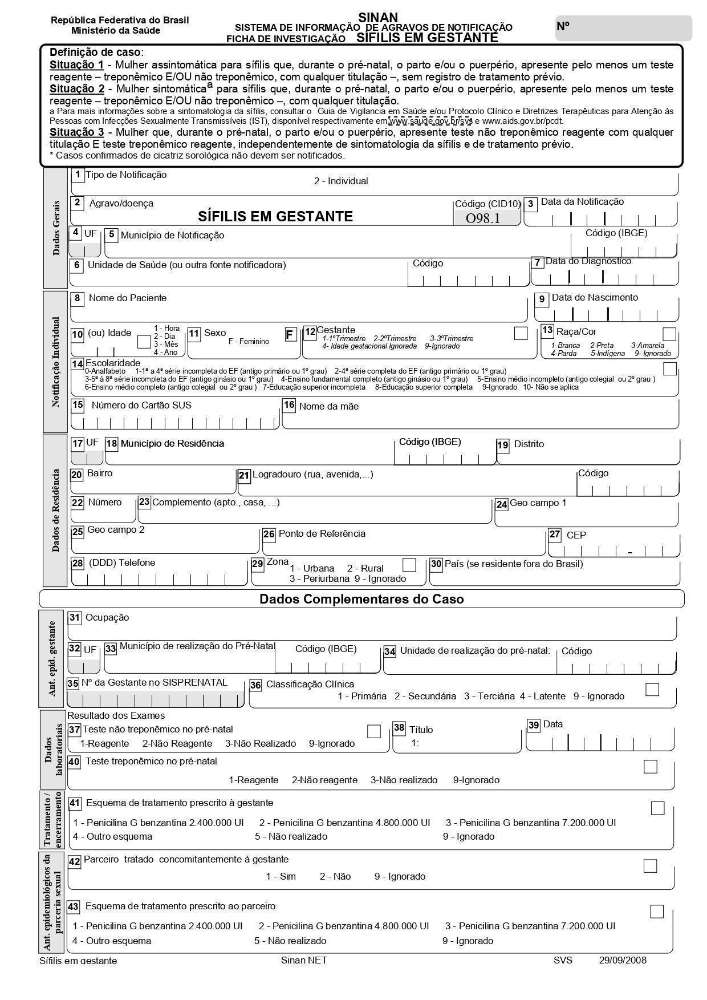 República Federativa do Brasil
Ministério da Saúde
SINAN
SISTEMA DE INFORMAÇÃO DE AGRAVOS DE NOTIFICAÇÃO
FICHA DE INVESTIGAÇÃO SÍFILIS EM GESTANTE
Nº
Definição de caso:
Situação 1 - Mulher assintomática para sífilis que, durante o pré-natal, o parto e/ou o puerpério, apresente pelo menos um teste
reagente – treponêmico E/OU não treponêmico, com qualquer titulação –, sem registro de tratamento prévio.
Situação 2 - Mulher sintomáticaa para sífilis que, durante o pré-natal, o parto e/ou o puerpério, apresente pelo menos um teste
reagente – treponêmico E/OU não treponêmico –, com qualquer titulação.
a Para mais informações sobre a sintomatologia da sífilis, consultar o Guia de Vigilancia em Saúde e/ou Protocolo Clínico e Diretrizes Terapêuticas para Atenção às
Pessoas com Infecções Sexualmente Transmissíveis (IST), disponível respectivamente em www.saude.gov.br/svs e www.aids.gov.br/pcdt.
Situação 3 - Mulher que, durante o pré-natal, o parto e/ou o puerpério, apresente teste não treponêmico reagente com qualquer
titulação E teste treponêmico reagente, independentemente de sintomatologia da sífilis e de tratamento prévio.
* Casos confirmados de cicatriz sorológica não devem ser notificados.
Dados Gerais
1 Tipo de Notificação
2 - Individual
2 Agravo/doença
SÍFILIS EM GESTANTE
Código (CID10)
O98.1
3 Data da Notificação
4 UF
5 Município de Notificação
Código (IBGE)
6 Unidade de Saúde (ou outra fonte notificadora)
Código
7 Data do Diagnóstico
Notificação Individual
8 Nome do Paciente
9 Data de Nascimento
10 (ou) Idade
1 - Hora
2 - Dia
3 - Mês
4 - Ano
11 Sexo
F - Feminino
F
12 Gestante
1-1ºTrimestre 2-2ºTrimestre 3-3ºTrimestre
4- Idade gestacional Ignorada 9-Ignorado
13 Raça/Cor
1-Branca 2-Preta 3-Amarela
4-Parda 5-Indígena 9- Ignorado
14 Escolaridade
0-Analfabeto 1-1ª a 4ª série incompleta do EF (antigo primário ou 1º grau) 2-4ª série completa do EF (antigo primário ou 1º grau)
3-5ª à 8ª série incompleta do EF (antigo ginásio ou 1º grau) 4-Ensino fundamental completo (antigo ginásio ou 1º grau) 5-Ensino médio incompleto (antigo colegial ou 2º grau )
6-Ensino médio completo (antigo colegial ou 2º grau ) 7-Educação superior incompleta 8-Educação superior completa 9-Ignorado 10- Não se aplica
15 Número do Cartão SUS
16 Nome da mãe
Dados de Residência
17 UF
18 Município de Residência
Código (IBGE)
19 Distrito
20 Bairro
21 Logradouro (rua, avenida,...)
Código
22 Número
23 Complemento (apto., casa, ...)
24 Geo campo 1
25 Geo campo 2
26 Ponto de Referência
27 CEP
-
28 (DDD) Telefone
29 Zona
1 - Urbana 2 - Rural
3 - Periurbana 9 - Ignorado
30 País (se residente fora do Brasil)
Dados Complementares do Caso
Ant. epid. gestante
31 Ocupação
32 UF
33 Município de realização do Pré-Natal
Código (IBGE)
34 Unidade de realização do pré-natal:
Código
35 Nº da Gestante no SISPRENATAL
36 Classificação Clínica
1 - Primária 2 - Secundária 3 - Terciária 4 - Latente 9 - Ignorado
Dados
laboratoriais
Resultado dos Exames
37 Teste não treponêmico no pré-natal
1-Reagente 2-Não Reagente 3-Não Realizado 9-Ignorado
38 Título
1:
39 Data
40 Teste treponêmico no pré-natal
1-Reagente 2-Não reagente 3-Não realizado 9-Ignorado
Tratamento /
encerramento
41 Esquema de tratamento prescrito à gestante
1 - Penicilina G benzantina 2.400.000 UI 2 - Penicilina G benzantina 4.800.000 UI 3 - Penicilina G benzantina 7.200.000 UI
4 - Outro esquema 5 - Não realizado 9 - Ignorado
Ant. epidemiológicos da
parceria sexual
42 Parceiro tratado concomitantemente à gestante
1 - Sim 2 - Não 9 - Ignorado
43 Esquema de tratamento prescrito ao parceiro
1 - Penicilina G benzantina 2.400.000 UI 2 - Penicilina G benzantina 4.800.000 UI 3 - Penicilina G benzantina 7.200.000 UI
4 - Outro esquema 5 - Não realizado 9 - Ignorado
Sífilis em gestante Sinan NET SVS 29/09/2008